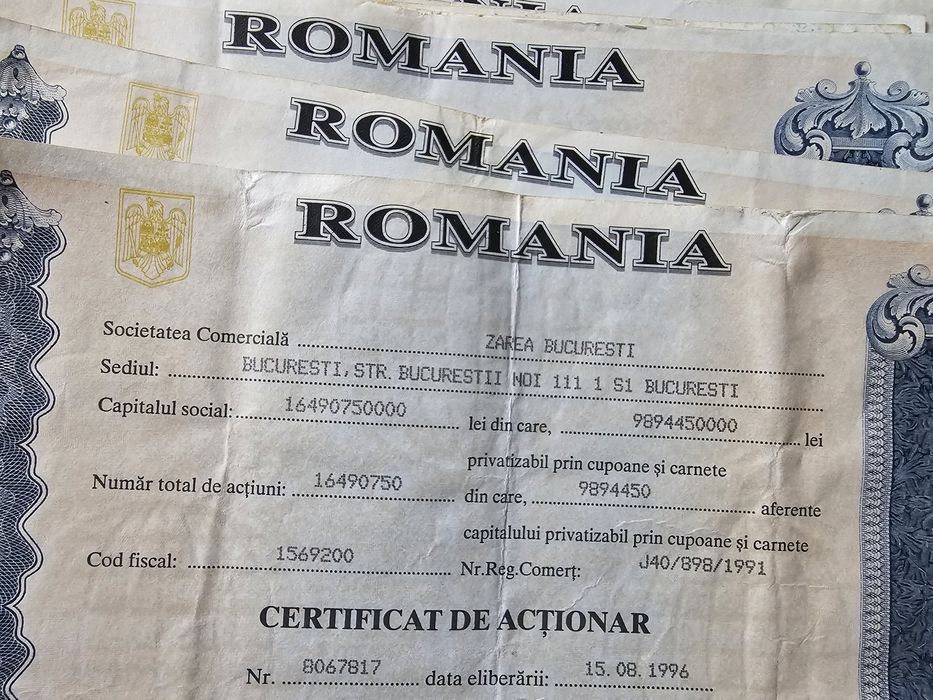 ROMANIA
ROMANIA
ROMANIA
Societatea Comercială ZAREA BUCURESTI
Sediul: BUCURESTI, STR. BUCURESTII NOI 111 1 S1 BUCURESTI
Capitalul social: 16490750000 lei din care, 9894450000 lei
privatizabil prin cupoane și carnete
Număr total de acțiuni: 16490750 din care, 9894450 aferente
capitalului privatizabil prin cupoane și carnete
Cod fiscal: 1569200 Nr.Reg.Comerț: J40/898/1991
CERTIFICAT DE ACȚIONAR
Nr. 8067817 data eliberării: 15.08.1996